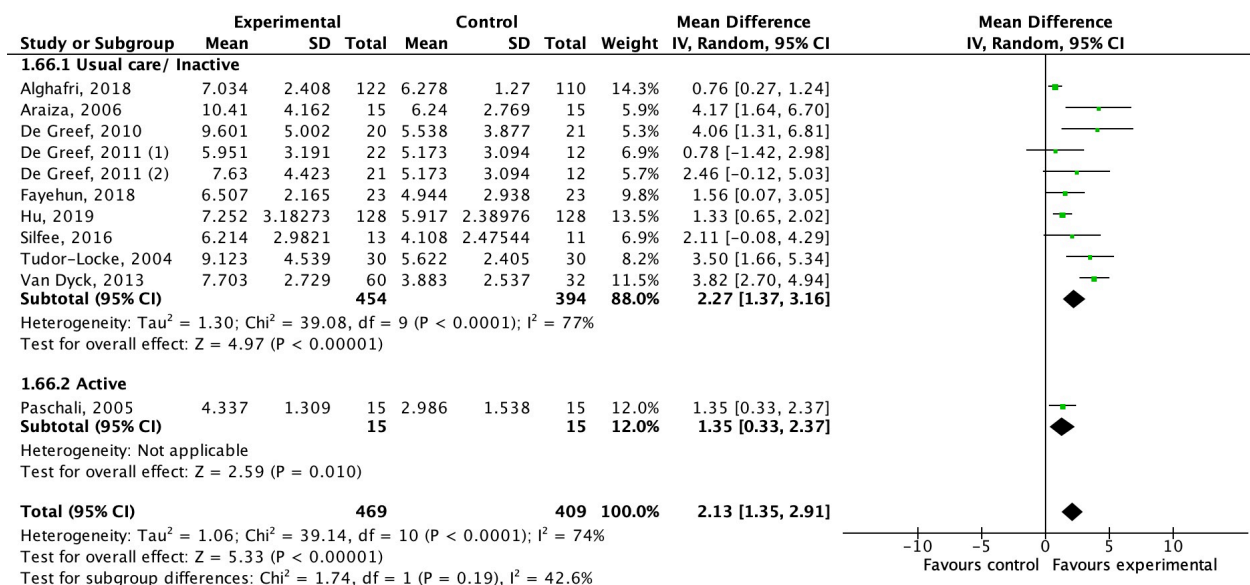 Experimental Control Mean Difference Mean Difference
Study or Subgroup Mean SD Total Mean SD Total Weight IV, Random, 95% CI IV, Random, 95% CI
1.66.1 Usual care/ Inactive
Alghafri, 2018 7.034 2.408 122 6.278 1.27 110 14.3% 0.76 [0.27, 1.24]
Araiza, 2006 10.41 4.162 15 6.24 2.769 15 5.9% 4.17 [1.64, 6.70]
De Greef, 2010 9.601 5.002 20 5.538 3.877 21 5.3% 4.06 [1.31, 6.81]
De Greef, 2011 (1) 5.951 3.191 22 5.173 3.094 12 6.9% 0.78 [−1.42, 2.98]
De Greef, 2011 (2) 7.63 4.423 21 5.173 3.094 12 5.7% 2.46 [−0.12, 5.03]
Fayehun, 2018 6.507 2.165 23 4.944 2.938 23 9.8% 1.56 [0.07, 3.05]
Hu, 2019 7.252 3.18273 128 5.917 2.38976 128 13.5% 1.33 [0.65, 2.02]
Silfee, 2016 6.214 2.9821 13 4.108 2.47544 11 6.9% 2.11 [−0.08, 4.29]
Tudor−Locke, 2004 9.123 4.539 30 5.622 2.405 30 8.2% 3.50 [1.66, 5.34]
Van Dyck, 2013 7.703 2.729 60 3.883 2.537 32 11.5% 3.82 [2.70, 4.94]
Subtotal (95% CI) 454 394 88.0% 2.27 [1.37, 3.16]
Heterogeneity: Tau² = 1.30; Chi² = 39.08, df = 9 (P < 0.0001); I² = 77%
Test for overall effect: Z = 4.97 (P < 0.00001)
1.66.2 Active
Paschali, 2005 4.337 1.309 15 2.986 1.538 15 12.0% 1.35 [0.33, 2.37]
Subtotal (95% CI) 15 15 12.0% 1.35 [0.33, 2.37]
Heterogeneity: Not applicable
Test for overall effect: Z = 2.59 (P = 0.010)
Total (95% CI) 469 409 100.0% 2.13 [1.35, 2.91]
Heterogeneity: Tau² = 1.06; Chi² = 39.14, df = 10 (P < 0.0001); I² = 74%
Test for overall effect: Z = 5.33 (P < 0.00001)
Test for subgroup differences: Chi² = 1.74, df = 1 (P = 0.19), I² = 42.6%
−10 −5 0 5 10
Favours control Favours experimental